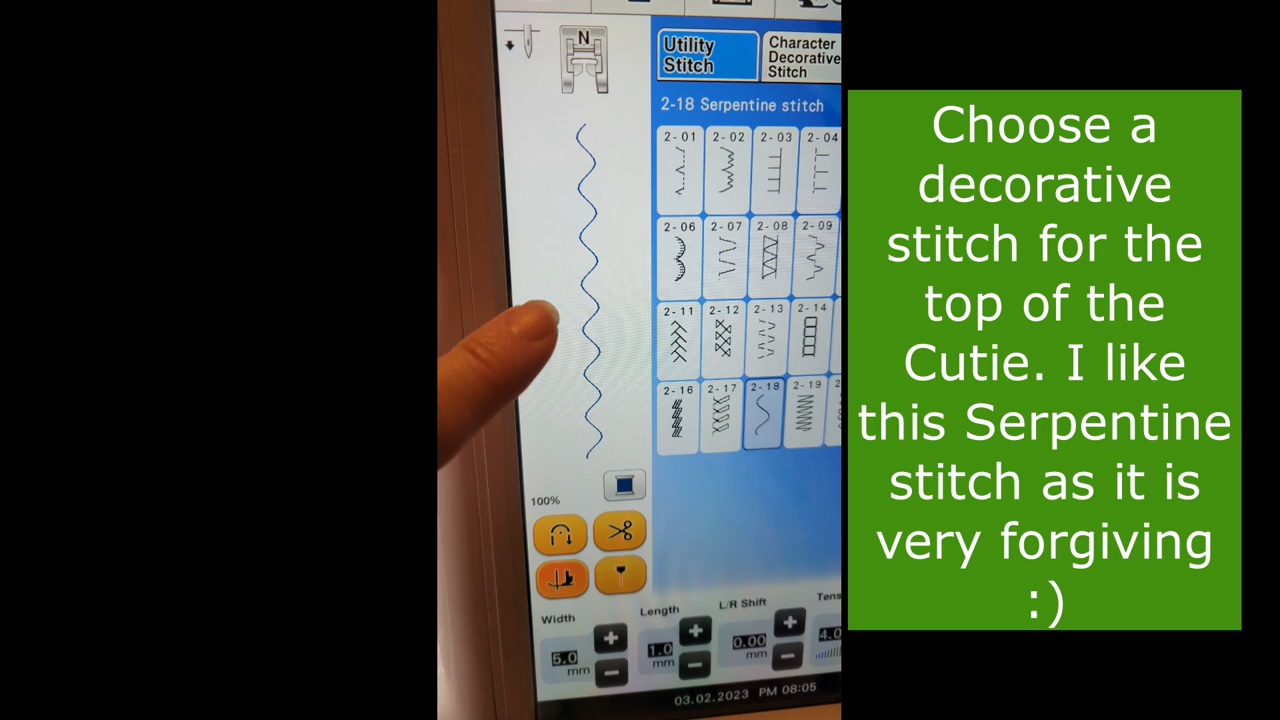 N
Utility
Stitch
Character
Decorative
Stitch
2-18 Serpentine stitch
2-01 2-02 2-03 2-04
2-06 2-07 2-08 2-09
2-11 2-12 2-13 2-14
2-16 2-17 2-18 2-19
100%
Width Length L/R Shift
5.0 mm 1.0 mm 0.00 mm 4.0
03.02.2023 PM 08:05
Choose a
decorative
stitch for the
top of the
Cutie. I like
this Serpentine
stitch as it is
very forgiving
:)